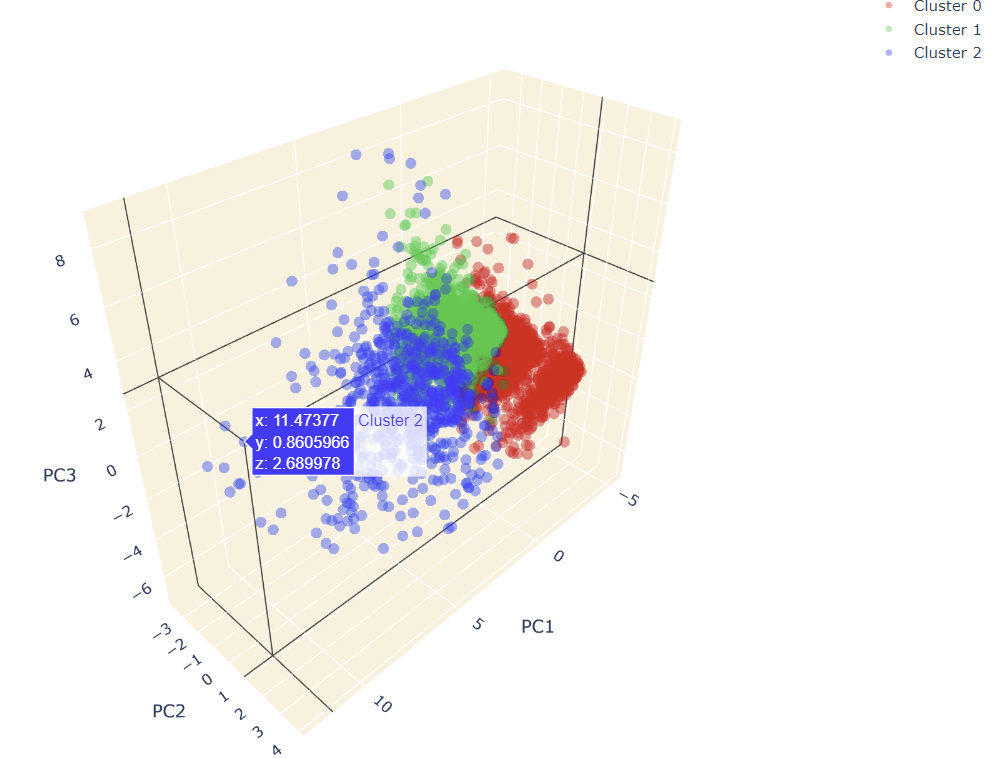 Cluster 0
Cluster 1
Cluster 2
8
6
4
2
0
−2
−4
−6
PC3
x: 11.47377
y: 0.8605966
z: 2.689978
Cluster 2
−5
0
5
10
PC1
−3
−2
−1
0
1
2
3
4
PC2